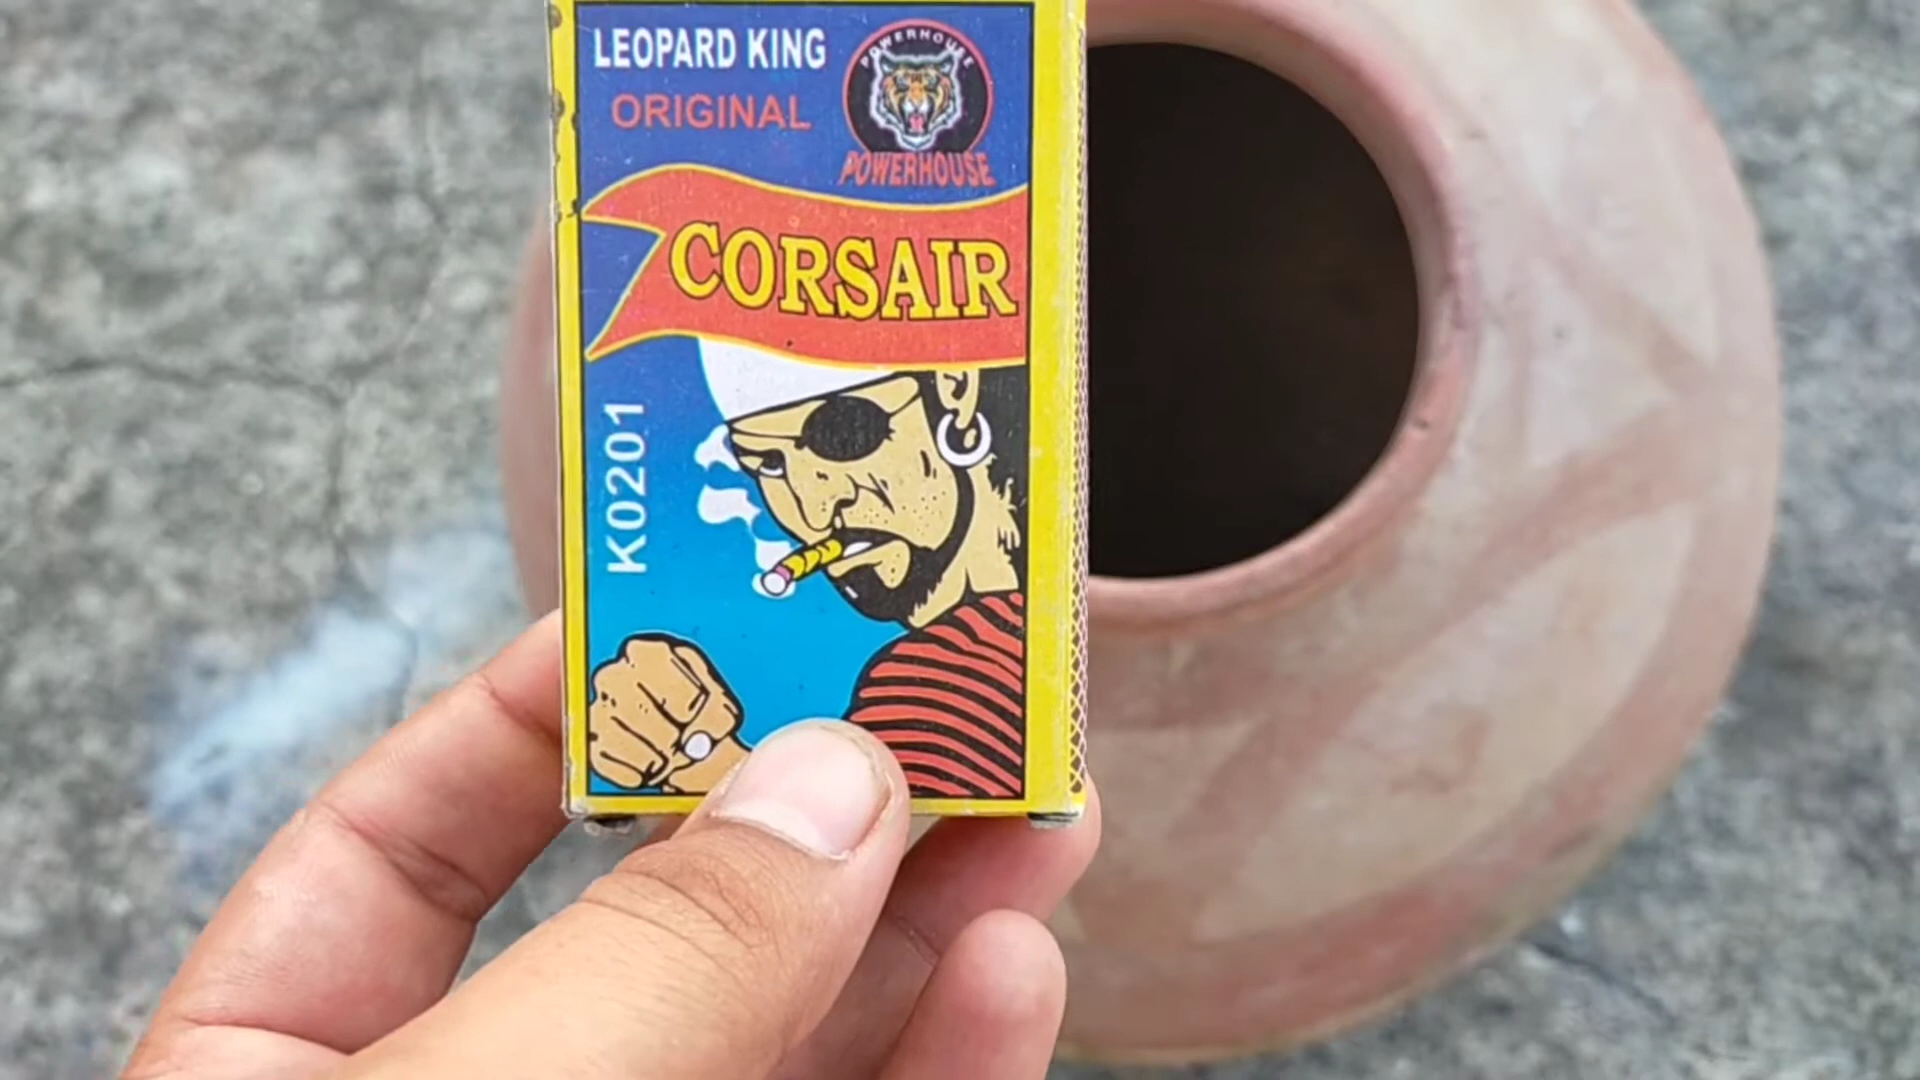 LEOPARD KING
ORIGINAL
POWERHOUSE
POWERHOUSE
CORSAIR
K0201